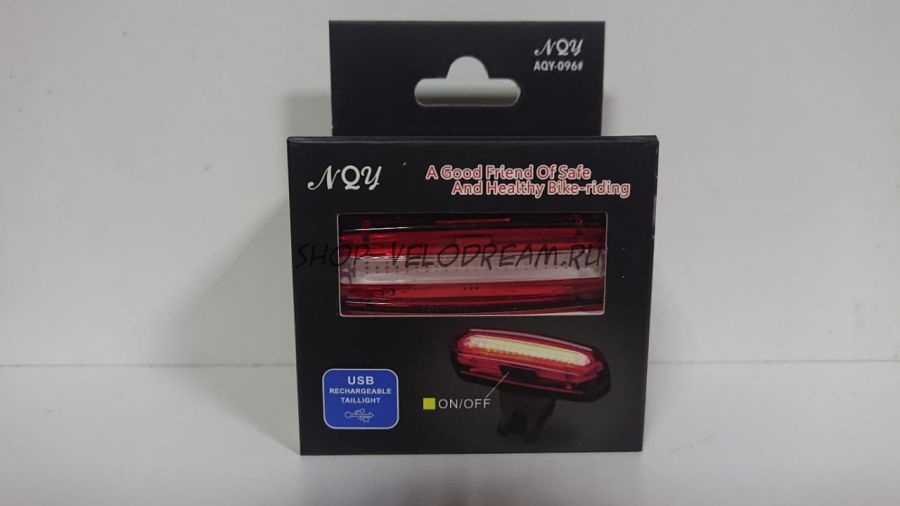 NQY
AQY-096#
NQY
A Good Friend Of Safe
And Healthy Bike-riding
SHOP-VELODREAM.RU
USB
RECHARGEABLE
TAILLIGHT
ON/OFF